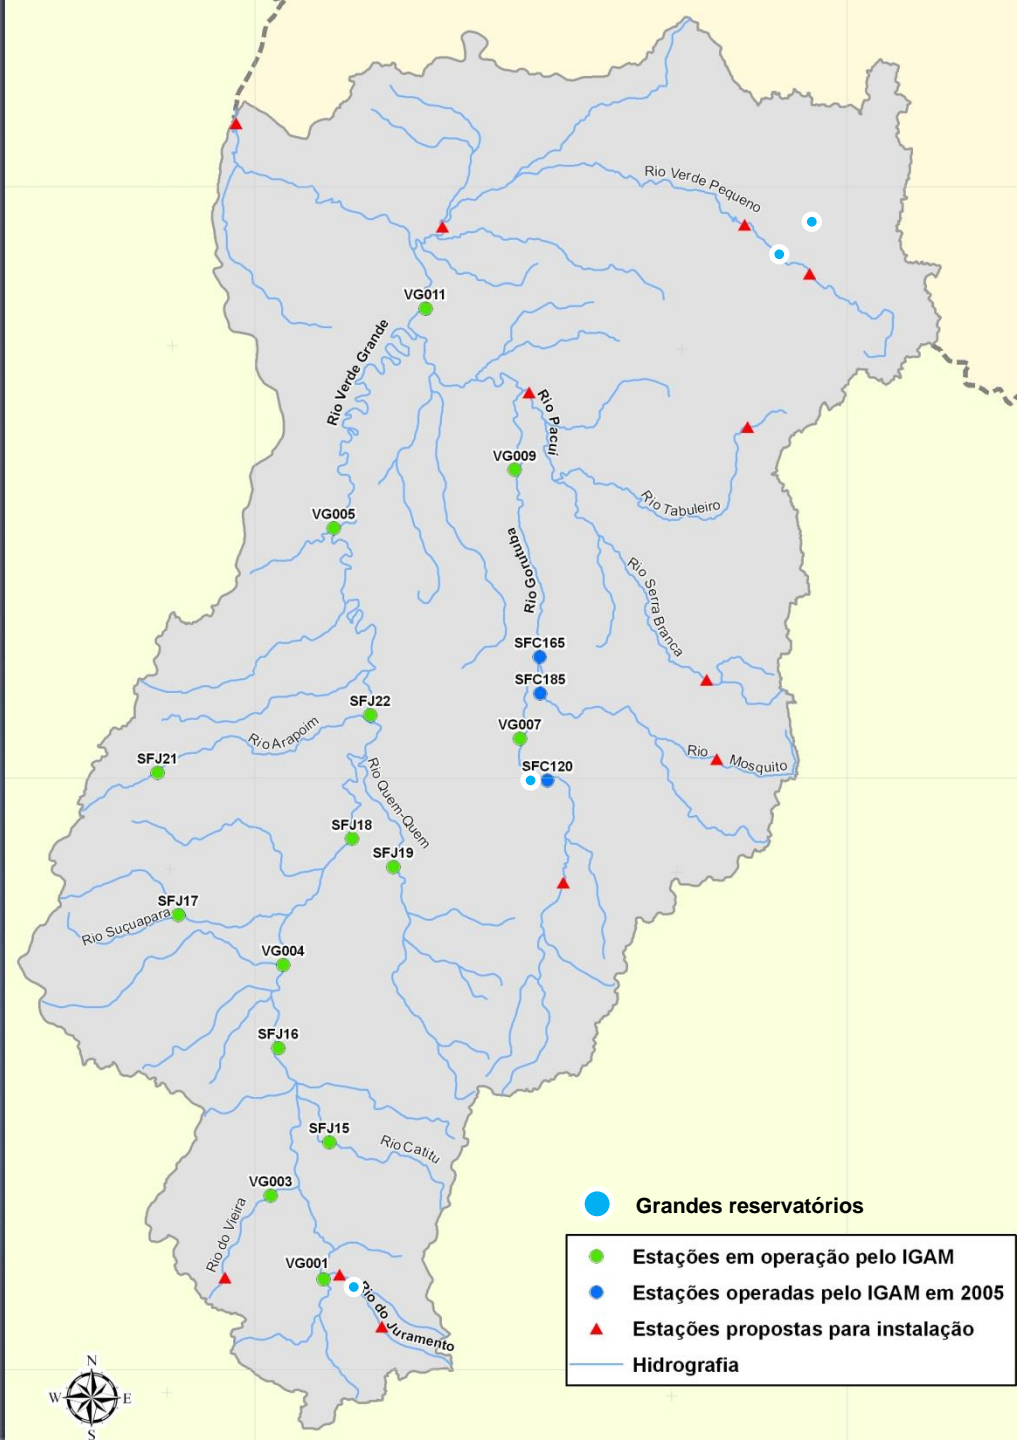 Rio Verde Pequeno
VG011
Rio Verde Grande
Rio Pacuí
VG009
Rio Tabuleiro
VG005
Rio Gorutuba
Rio Serra Branca
SFC165
SFC185
SFJ22
VG007
Rio Arapoim
SFJ21
Rio Mosquito
SFC120
Rio Quem-Quem
SFJ18
SFJ19
SFJ17
Rio Suçuapara
VG004
SFJ16
SFJ15
Rio Catitu
VG003
Rio do Vieira
VG001
Rio do Juramento
Grandes reservatórios
Estações em operação pelo IGAM
Estações operadas pelo IGAM em 2005
Estações propostas para instalação
Hidrografia
N
W E
S